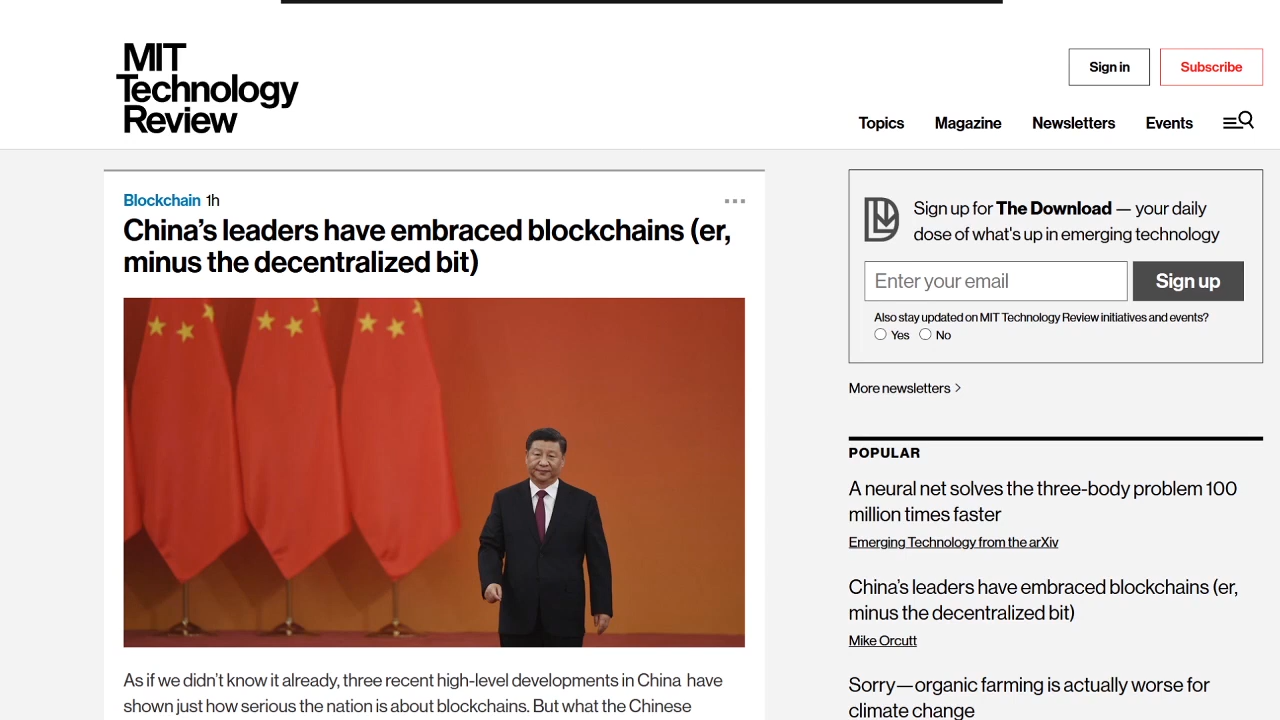 MIT
Technology
Review
Sign in
Subscribe
Topics
Magazine
Newsletters
Events
Blockchain 1h
China’s leaders have embraced blockchains (er,
minus the decentralized bit)
As if we didn’t know it already, three recent high-level developments in China have
shown just how serious the nation is about blockchains. But what the Chinese
Sign up for The Download — your daily
dose of what's up in emerging technology
Enter your email
Sign up
Also stay updated on MIT Technology Review initiatives and events?
Yes
No
More newsletters
POPULAR
A neural net solves the three-body problem 100
million times faster
Emerging Technology from the arXiv
China’s leaders have embraced blockchains (er,
minus the decentralized bit)
Mike Orcutt
Sorry—organic farming is actually worse for
climate change